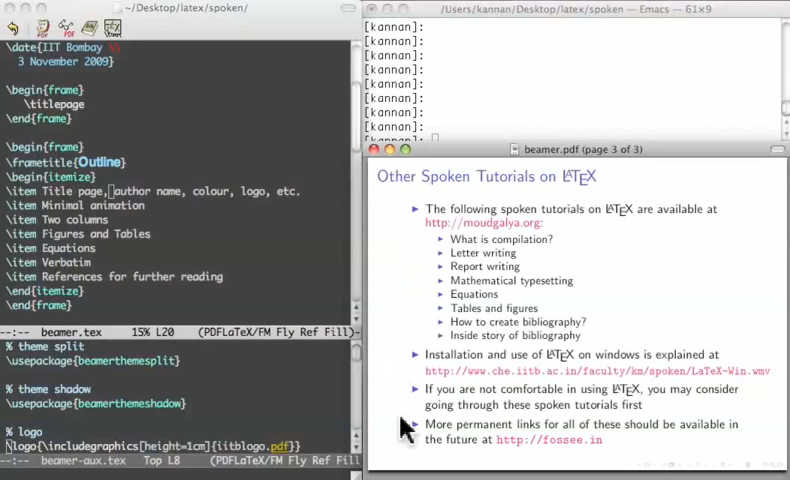 ~/Desktop/latex/spoken/
\date{IIT Bombay \\
3 November 2009}
\begin{frame}
\titlepage
\end{frame}
\begin{frame}
\frametitle{Outline}
\begin{itemize}
\item Title page, author name, colour, logo, etc.
\item Minimal animation
\item Two columns
\item Figures and Tables
\item Equations
\item Verbatim
\item References for further reading
\end{itemize}
\end{frame}
--:-- beamer.tex 15% L20 (PDFLaTeX/FM Fly Ref Fill)-
% theme split
\usepackage{beamerthemesplit}
% theme shadow
\usepackage{beamerthemeshadow}
% logo
\logo{\includegraphics[height=1cm]{iitblogo.pdf}}
--:-- beamer-aux.tex Top L8 (PDFLaTeX/FM Fly Ref Fill)
/Users/kannan/Desktop/latex/spoken — Emacs — 61×9
[kannan]:
[kannan]:
[kannan]:
[kannan]:
[kannan]:
[kannan]:
[kannan]:
[kannan]:
[kannan]:
beamer.pdf (page 3 of 3)
Other Spoken Tutorials on LATEX
The following spoken tutorials on LATEX are available at
http://moudgalya.org:
What is compilation?
Letter writing
Report writing
Mathematical typesetting
Equations
Tables and figures
How to create bibliography?
Inside story of bibliography
Installation and use of LATEX on windows is explained at
http://www.che.iitb.ac.in/faculty/km/spoken/LaTeX-Win.wmv
If you are not comfortable in using LATEX, you may consider
going through these spoken tutorials first
More permanent links for all of these should be available in
the future at http://fossee.in